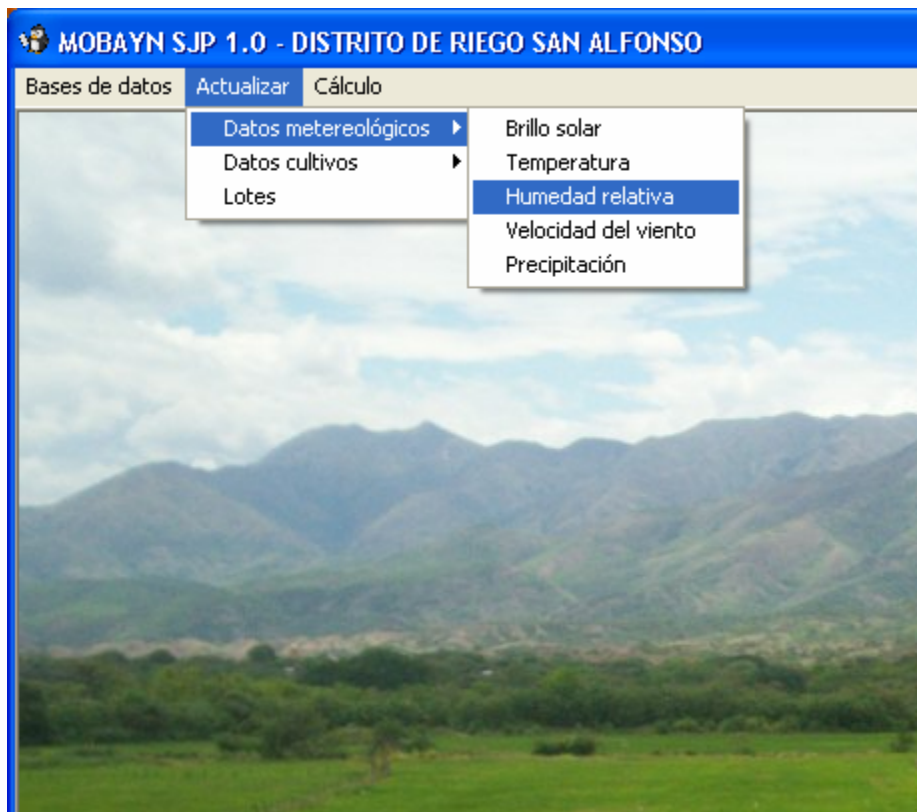 MOBAYN SJP 1.0 - DISTRITO DE RIEGO SAN ALFONSO
Bases de datos Actualizar Cálculo
Datos metereológicos
Datos cultivos
Lotes
Brillo solar
Temperatura
Humedad relativa
Velocidad del viento
Precipitación